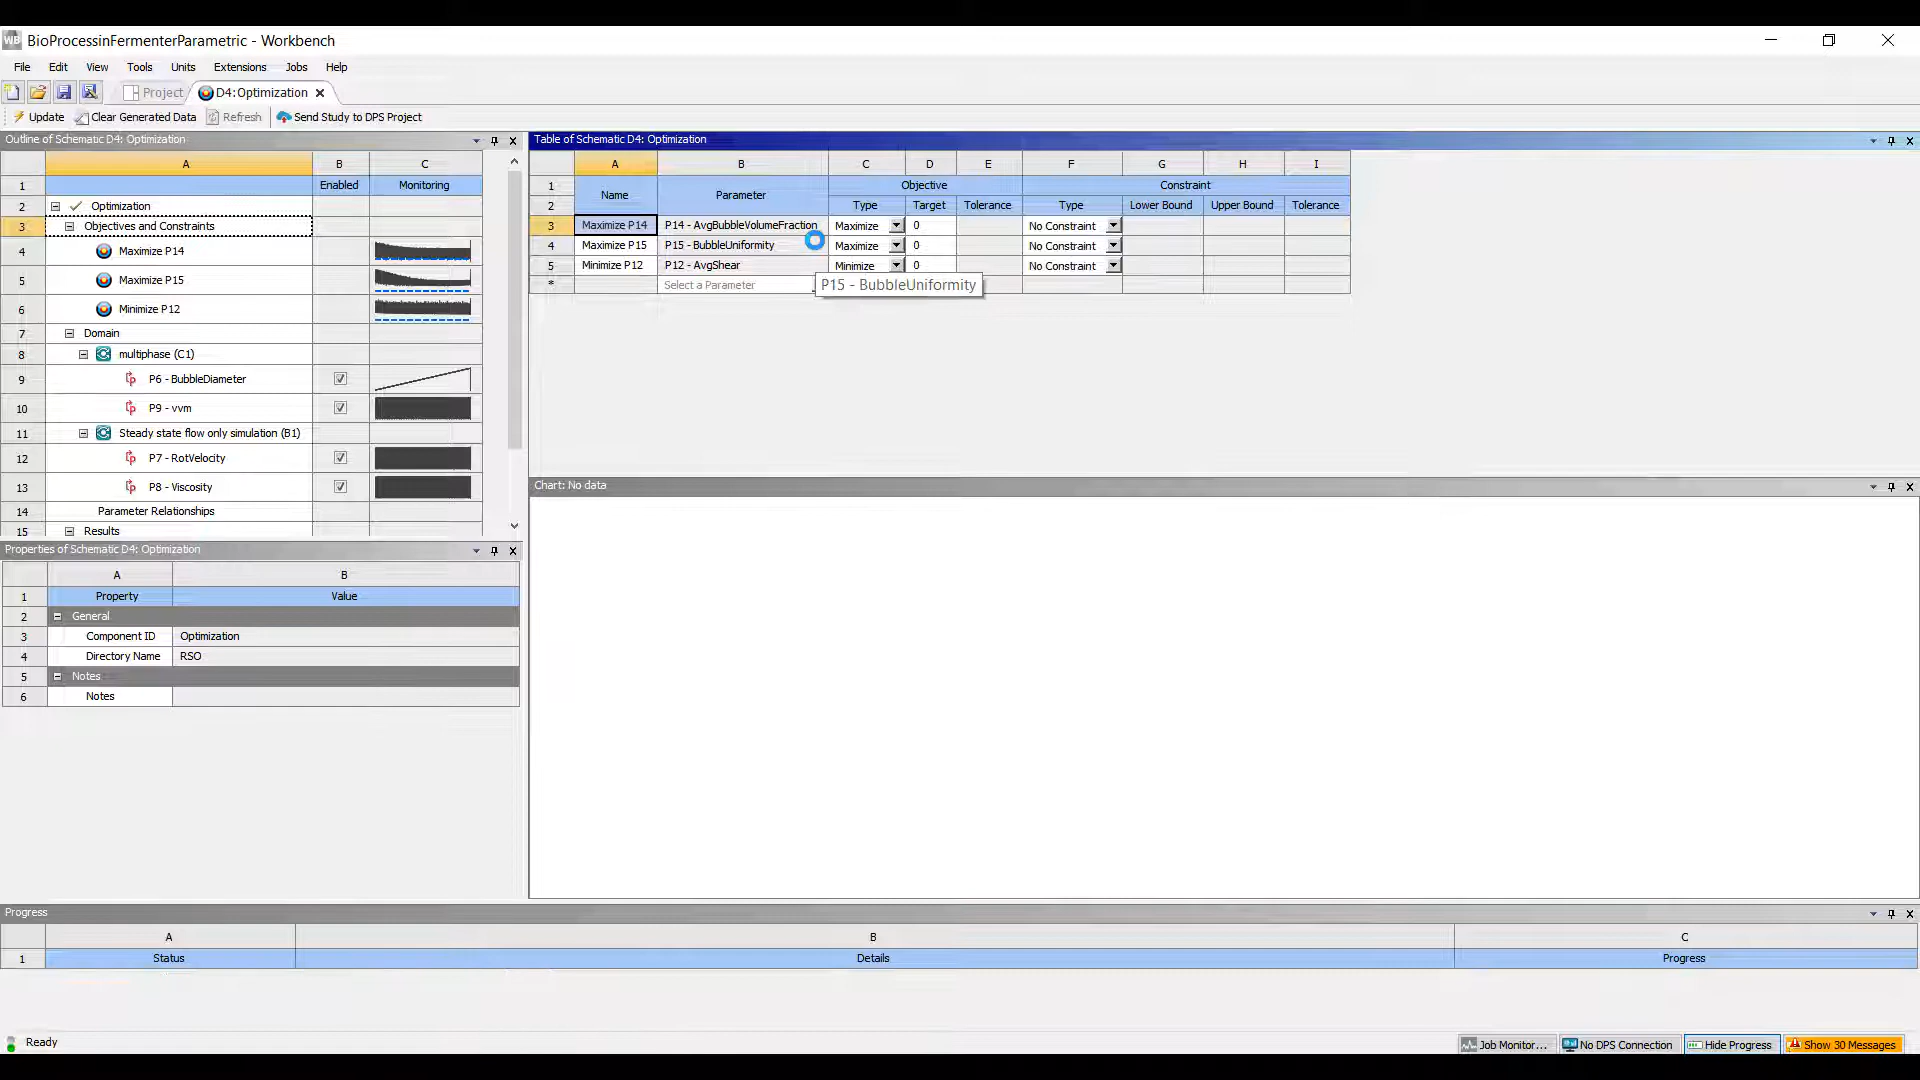 WB BioProcessinFermenterParametric - Workbench
File Edit View Tools Units Extensions Jobs Help
Project D4:Optimization
Update Clear Generated Data Refresh Send Study to DPS Project
Outline of Schematic D4: Optimization
A B C
1 Enabled Monitoring
2 Optimization
3 Objectives and Constraints
4 Maximize P14
5 Maximize P15
6 Minimize P12
7 Domain
8 multiphase (C1)
9 P6 - BubbleDiameter
10 P9 - vvm
11 Steady state flow only simulation (B1)
12 P7 - RotVelocity
13 P8 - Viscosity
14 Parameter Relationships
15 Results
Table of Schematic D4: Optimization
A B C D E F G H I
1 Name Parameter Objective Constraint
2 Type Target Tolerance Type Lower Bound Upper Bound Tolerance
3 Maximize P14 P14 - AvgBubbleVolumeFraction Maximize 0 No Constraint
4 Maximize P15 P15 - BubbleUniformity Maximize 0 No Constraint
5 Minimize P12 P12 - AvgShear Minimize 0 No Constraint
* Select a Parameter
P15 - BubbleUniformity
Chart: No data
Properties of Schematic D4: Optimization
A B
1 Property Value
2 General
3 Component ID Optimization
4 Directory Name RSO
5 Notes
6 Notes
Progress
A B C
1 Status Details Progress
Ready Job Monitor... No DPS Connection Hide Progress Show 30 Messages